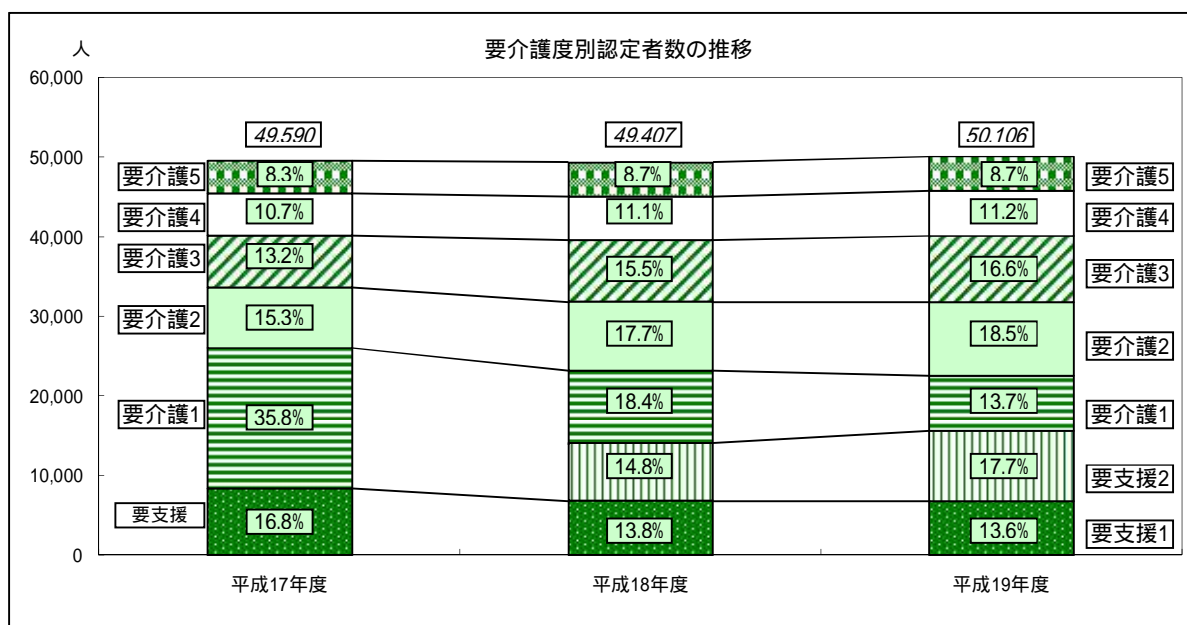 人
要介護度別認定者数の推移
60,000
50,000
40,000
30,000
20,000
10,000
0
49.590
49.407
50.106
要介護5
8.3%
8.7%
8.7%
要介護5
要介護4
10.7%
11.1%
11.2%
要介護4
要介護3
13.2%
15.5%
16.6%
要介護3
要介護2
15.3%
17.7%
18.5%
要介護2
要介護1
35.8%
18.4%
13.7%
要介護1
14.8%
17.7%
要支援2
要支援
16.8%
13.8%
13.6%
要支援1
平成17年度
平成18年度
平成19年度